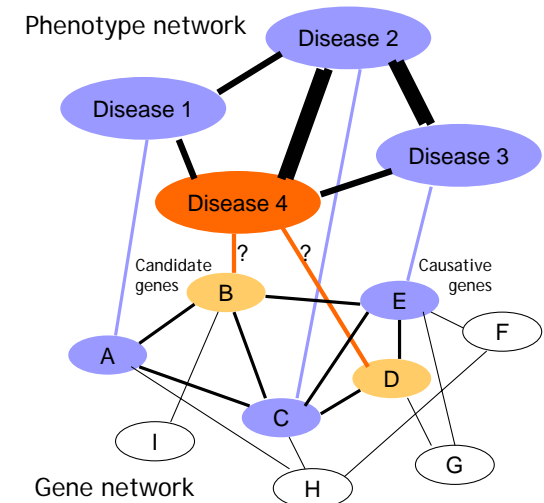 Phenotype network
Disease 2
Disease 1
Disease 3
Disease 4
?
?
Candidate
genes
Causative
genes
B
E
F
A
D
C
I
G
H
Gene network